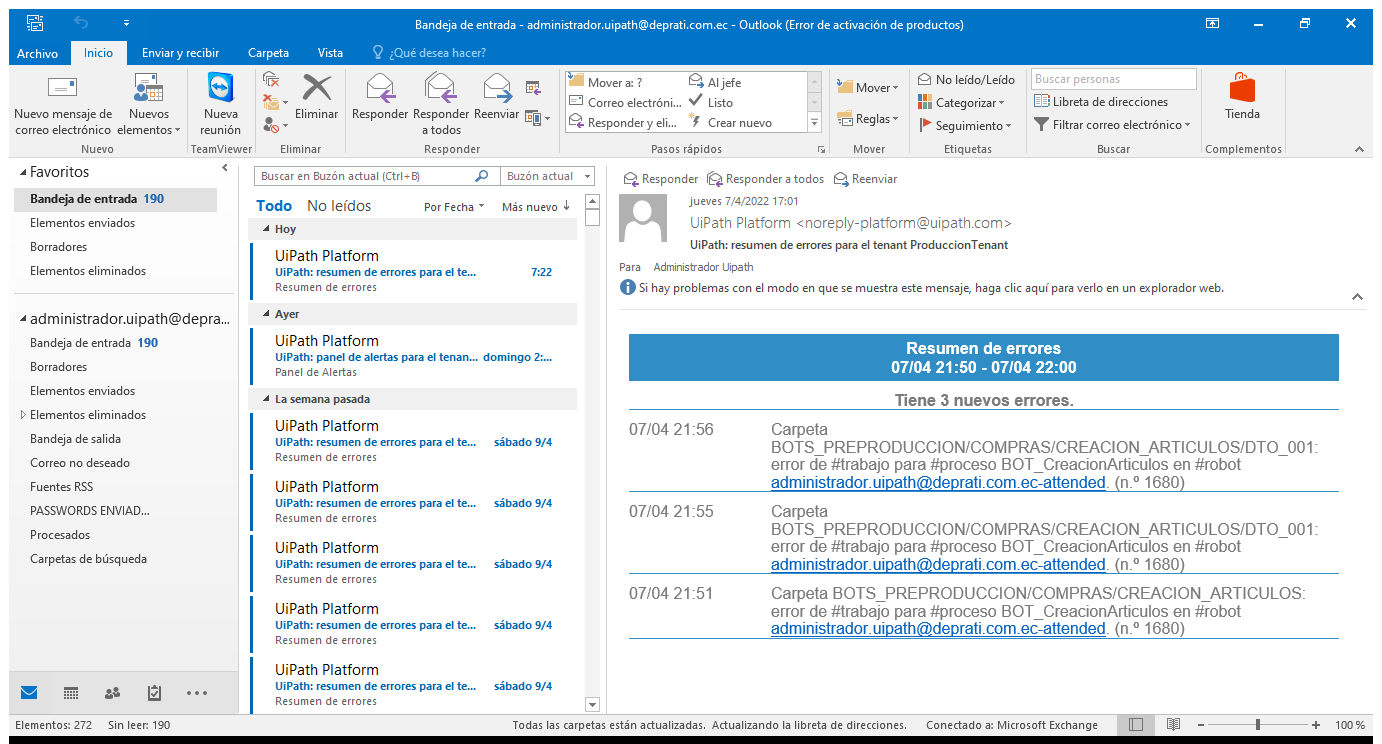 Bandeja de entrada - administrador.uipath@deprati.com.ec - Outlook (Error de activación de productos)
Archivo Inicio Enviar y recibir Carpeta Vista ¿Qué desea hacer?
Nuevo mensaje de correo electrónico
Nuevos elementos
Nuevo
Nueva reunión
TeamViewer
Eliminar
Eliminar
Responder
Responder a todos
Reenviar
Responder
Mover a: ?
Correo electróni...
Responder y eli...
Al jefe
Listo
Crear nuevo
Pasos rápidos
Mover
Reglas
Mover
No leído/Leído
Categorizar
Seguimiento
Etiquetas
Buscar personas
Libreta de direcciones
Filtrar correo electrónico
Buscar
Tienda
Complementos
Favoritos
Bandeja de entrada 190
Elementos enviados
Borradores
Elementos eliminados
administrador.uipath@depra...
Bandeja de entrada 190
Borradores
Elementos enviados
Elementos eliminados
Bandeja de salida
Correo no deseado
Fuentes RSS
PASSWORDS ENVIAD...
Procesados
Carpetas de búsqueda
Buscar en Buzón actual (Ctrl+B) Buzón actual
Todo No leídos Por Fecha Más nuevo
Hoy
UiPath Platform
UiPath: resumen de errores para el te... 7:22
Resumen de errores
Ayer
UiPath Platform
UiPath: panel de alertas para el tenan... domingo 2:...
Panel de Alertas
La semana pasada
UiPath Platform
UiPath: resumen de errores para el te... sábado 9/4
Resumen de errores
UiPath Platform
UiPath: resumen de errores para el te... sábado 9/4
Resumen de errores
UiPath Platform
UiPath: resumen de errores para el te... sábado 9/4
Resumen de errores
UiPath Platform
UiPath: resumen de errores para el te... sábado 9/4
Resumen de errores
UiPath Platform
UiPath: resumen de errores para el te... sábado 9/4
Resumen de errores
Responder Responder a todos Reenviar
jueves 7/4/2022 17:01
UiPath Platform <noreply-platform@uipath.com>
UiPath: resumen de errores para el tenant ProduccionTenant
Para Administrador Uipath
Si hay problemas con el modo en que se muestra este mensaje, haga clic aquí para verlo en un explorador web.
Resumen de errores
07/04 21:50 - 07/04 22:00
Tiene 3 nuevos errores.
07/04 21:56 Carpeta
BOTS_PREPRODUCCION/COMPRAS/CREACION_ARTICULOS/DTO_001:
error de #trabajo para #proceso BOT_CreacionArticulos en #robot
administrador.uipath@deprati.com.ec-attended. (n.º 1680)
07/04 21:55 Carpeta
BOTS_PREPRODUCCION/COMPRAS/CREACION_ARTICULOS/DTO_001:
error de #trabajo para #proceso BOT_CreacionArticulos en #robot
administrador.uipath@deprati.com.ec-attended. (n.º 1680)
07/04 21:51 Carpeta BOTS_PREPRODUCCION/COMPRAS/CREACION_ARTICULOS:
error de #trabajo para #proceso BOT_CreacionArticulos en #robot
administrador.uipath@deprati.com.ec-attended. (n.º 1680)
Elementos: 272 Sin leer: 190 Todas las carpetas están actualizadas. Actualizando la libreta de direcciones. Conectado a: Microsoft Exchange 100 %